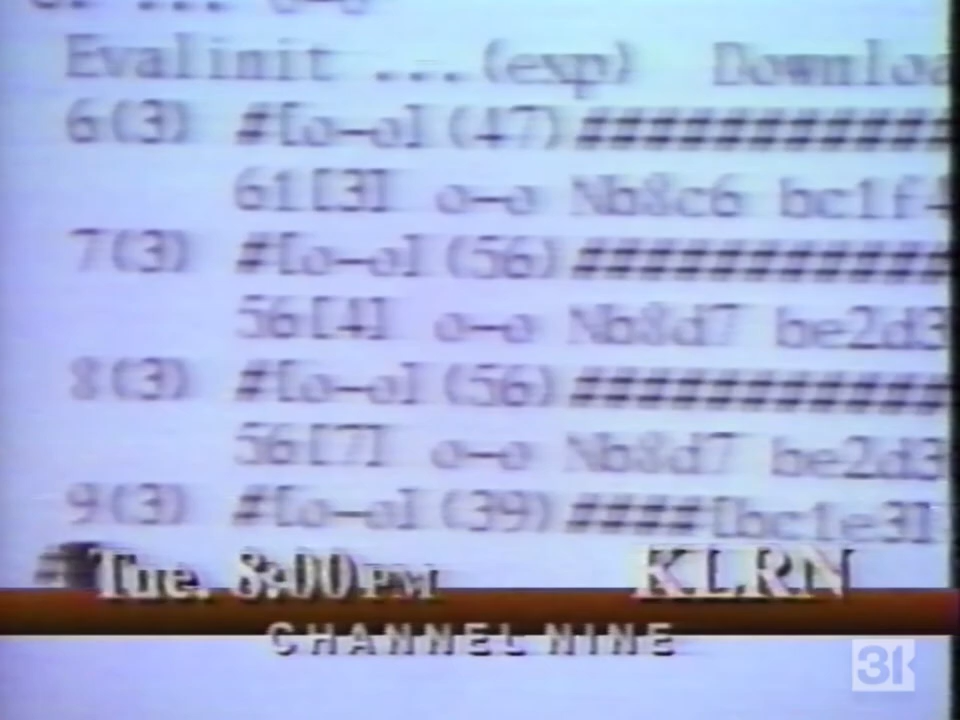 Evalinit ...(exp) Downloa
6(3) #[o-o](47)###########
61[3] o-o Nb8c6 bc1f4
7(3) #[o-o](56)###########
56[4] o-o Nb8d7 be2d3
8(3) #[o-o](56)###########
56[7] o-o Nb8d7 be2d3
9(3) #[o-o](39)####[bc1e3]
Tue. 8:00 PM KLRN
CHANNEL NINE
31